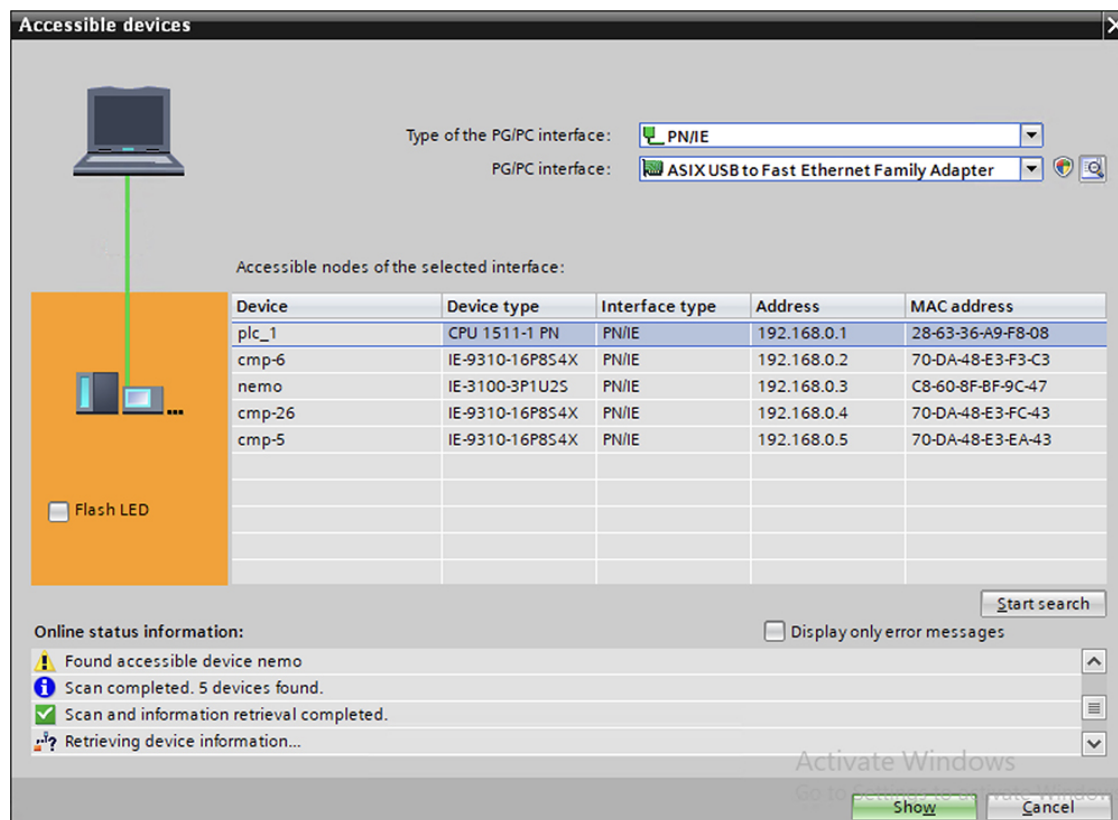 Accessible devices
Type of the PG/PC interface: PN/IE
PG/PC interface: ASIX USB to Fast Ethernet Family Adapter
Accessible nodes of the selected interface:
Device Device type Interface type Address MAC address
plc_1 CPU 1511-1 PN PN/IE 192.168.0.1 28-63-36-A9-F8-08
cmp-6 IE-9310-16P8S4X PN/IE 192.168.0.2 70-DA-48-E3-F3-C3
nemo IE-3100-3P1U2S PN/IE 192.168.0.3 C8-60-8F-BF-9C-47
cmp-26 IE-9310-16P8S4X PN/IE 192.168.0.4 70-DA-48-E3-FC-43
cmp-5 IE-9310-16P8S4X PN/IE 192.168.0.5 70-DA-48-E3-EA-43
Flash LED
Start search
Online status information:
Display only error messages
Found accessible device nemo
Scan completed. 5 devices found.
Scan and information retrieval completed.
Retrieving device information...
Activate Windows
Go to Settings to activate Window
Show
Cancel